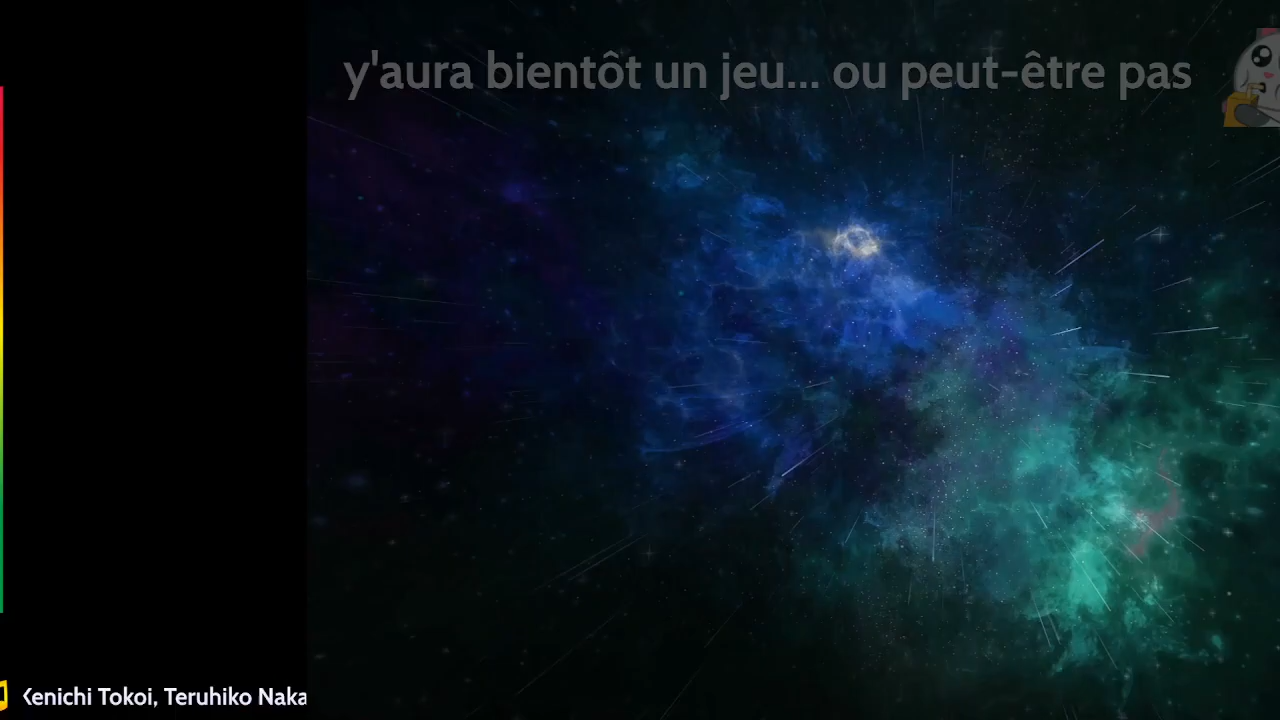 y'aura bientôt un jeu... ou peut-être pas
Kenichi Tokoi, Teruhiko Naka